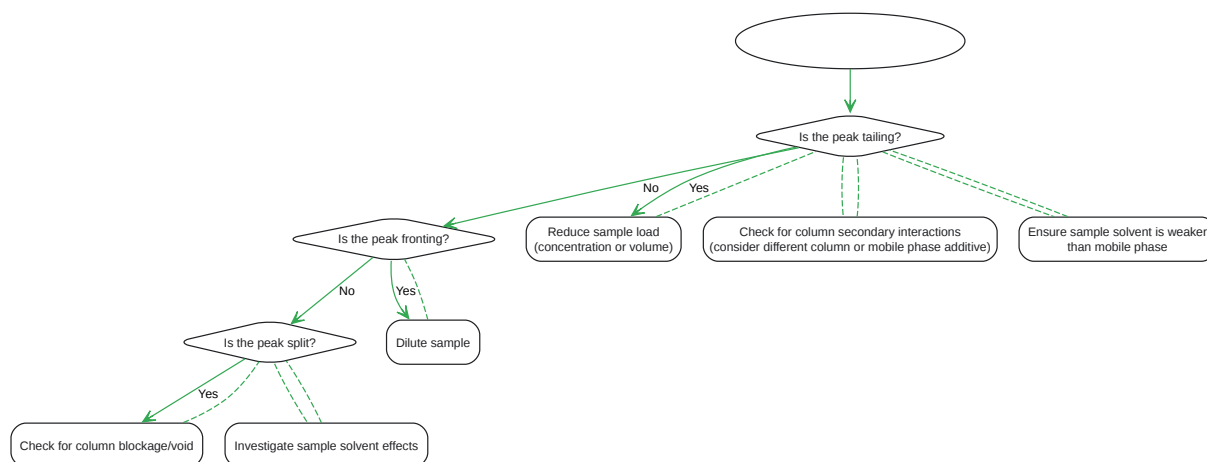 Is the peak tailing?
No
Yes
Reduce sample load
(concentration or volume)
Check for column secondary interactions
(consider different column or mobile phase additive)
Ensure sample solvent is weaker
than mobile phase
Is the peak fronting?
No
Yes
Is the peak split?
Dilute sample
Yes
Check for column blockage/void
Investigate sample solvent effects